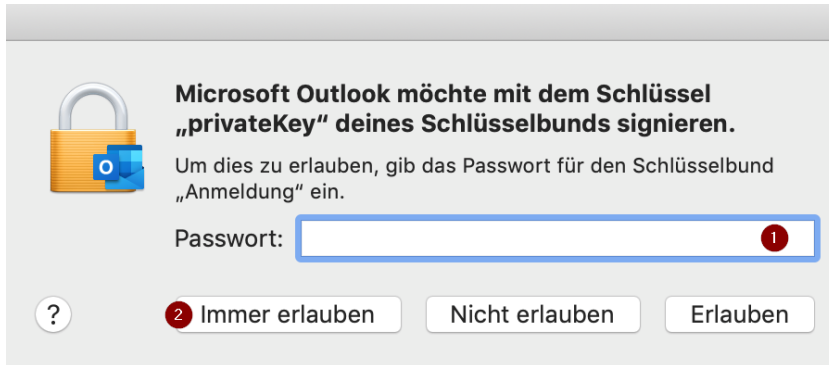 Microsoft Outlook möchte mit dem Schlüssel
„privateKey“ deines Schlüsselbunds signieren.
Um dies zu erlauben, gib das Passwort für den Schlüsselbund
„Anmeldung“ ein.
Passwort: 1
? 2 Immer erlauben Nicht erlauben Erlauben